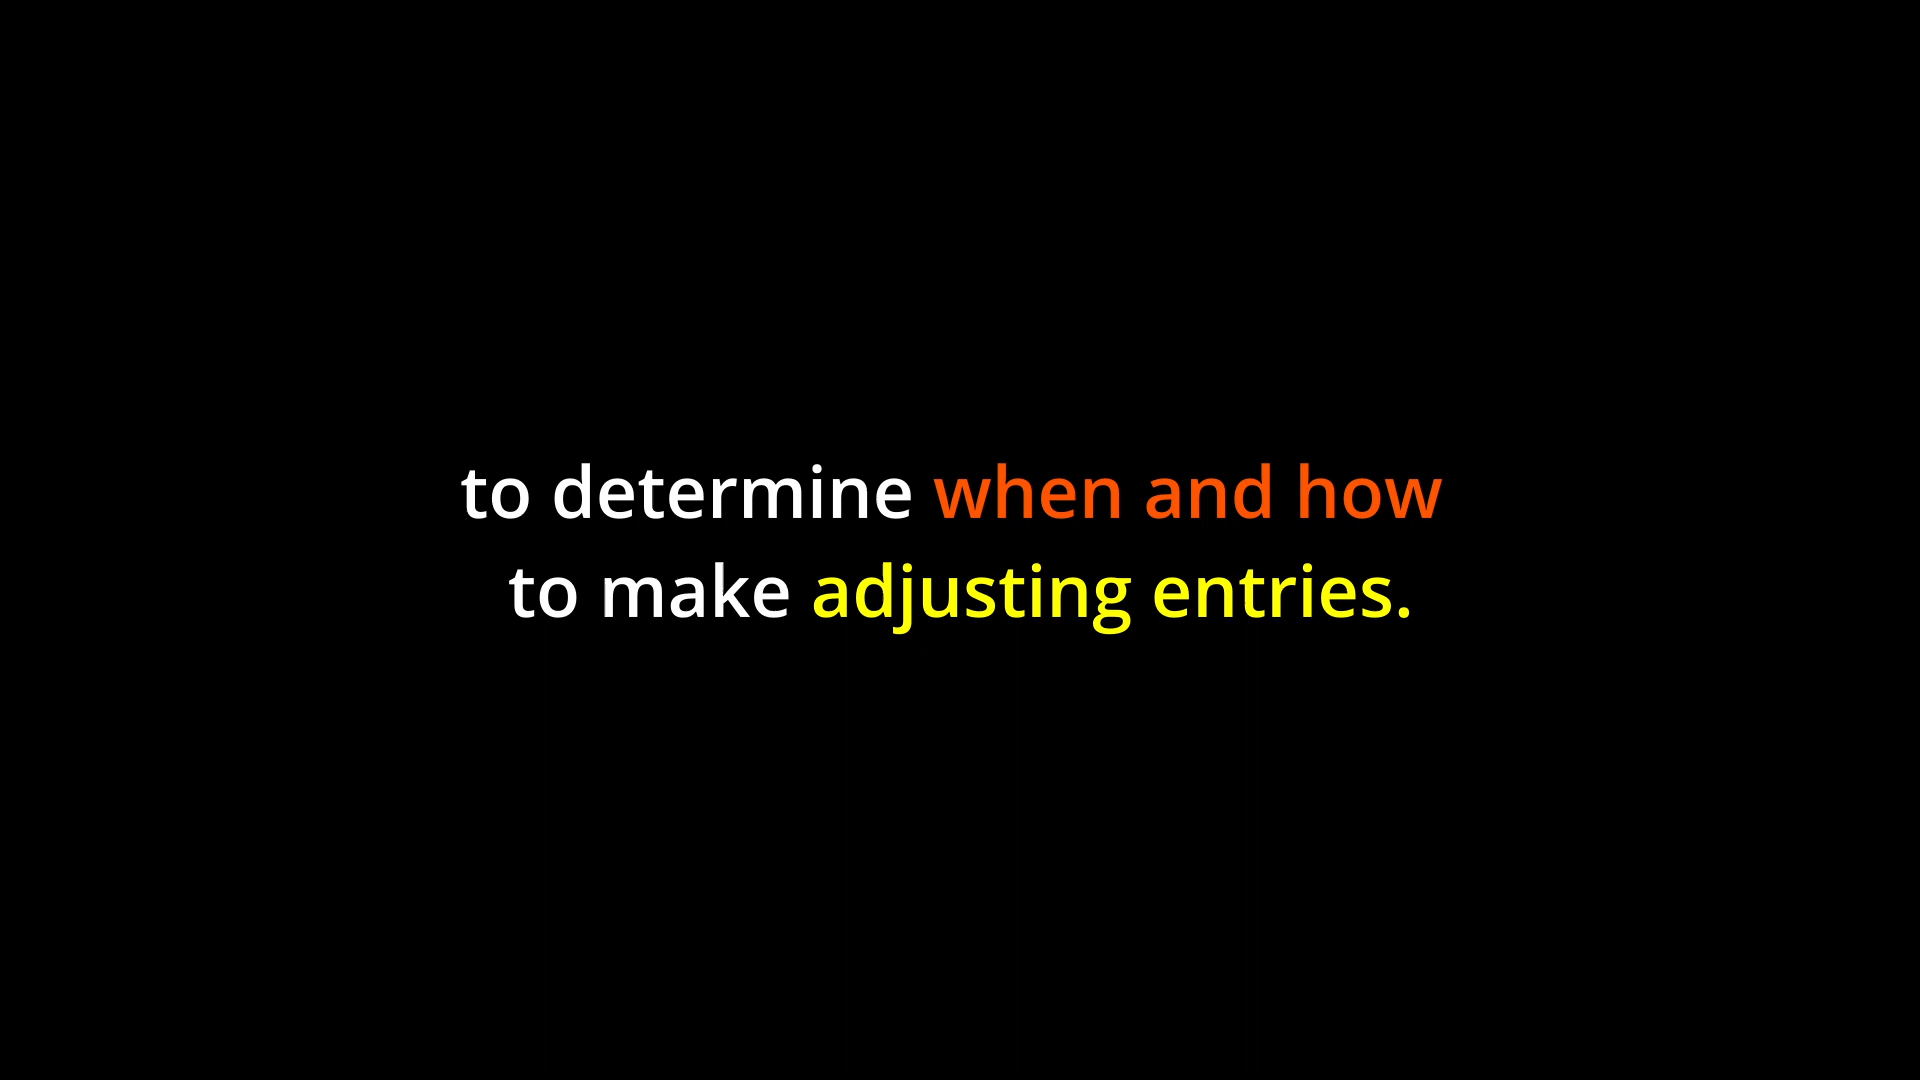 to determine when and how
to make adjusting entries.